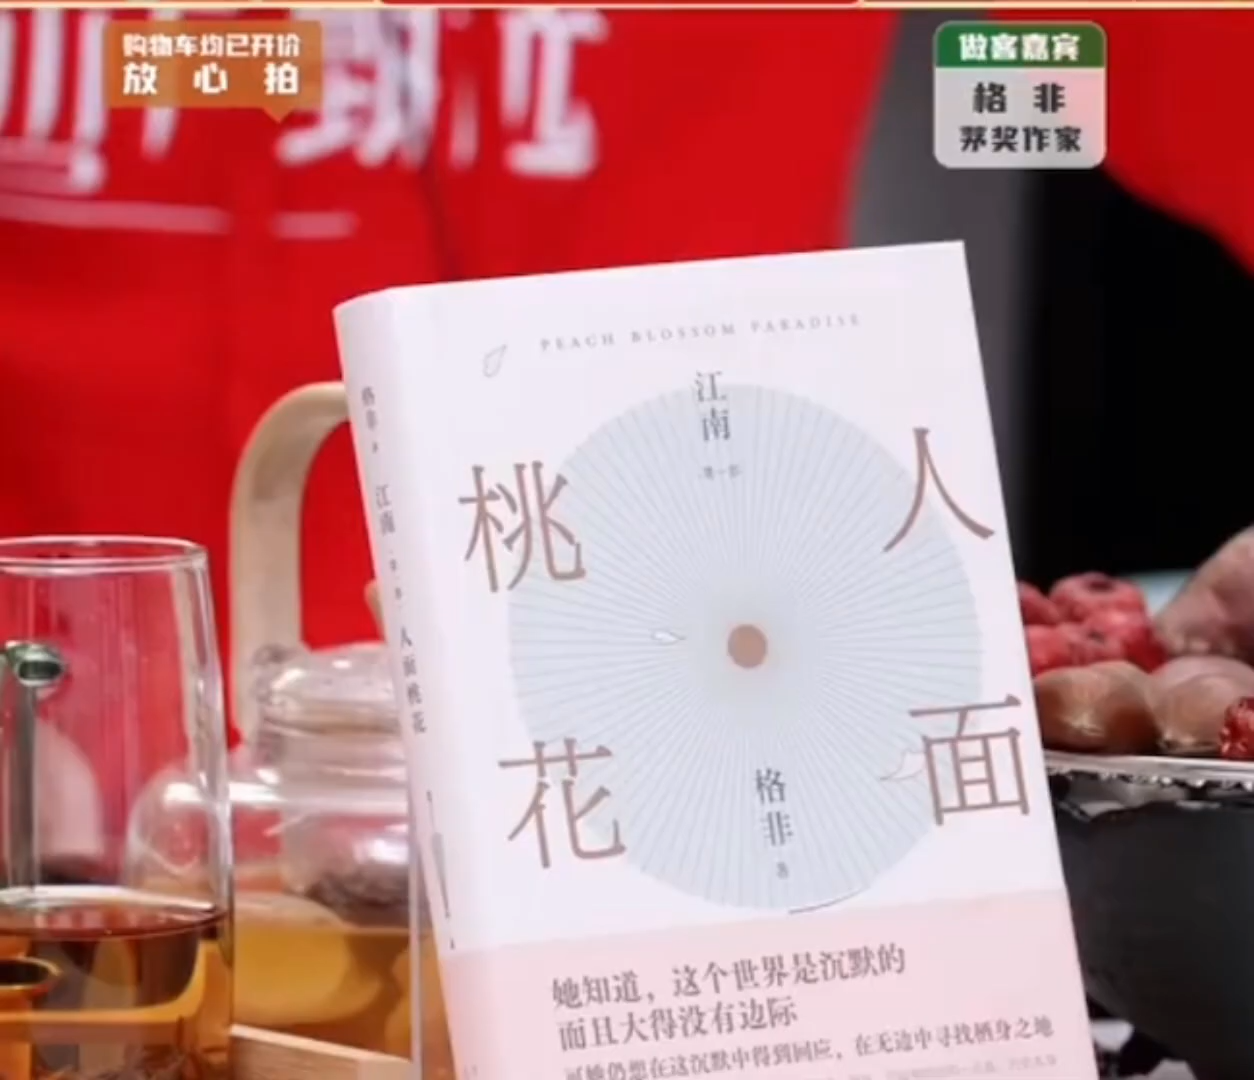 购物车均已开价
放心拍
做客嘉宾
格非
茅奖作家
PEACH BLOSSOM PARADISE
江南
第一部
人面桃花
格非
著
格非
江南
人面桃花
她知道，这个世界是沉默的
而且大得没有边际
可她仍想在这沉默中得到回应，在无边中寻找栖身之地